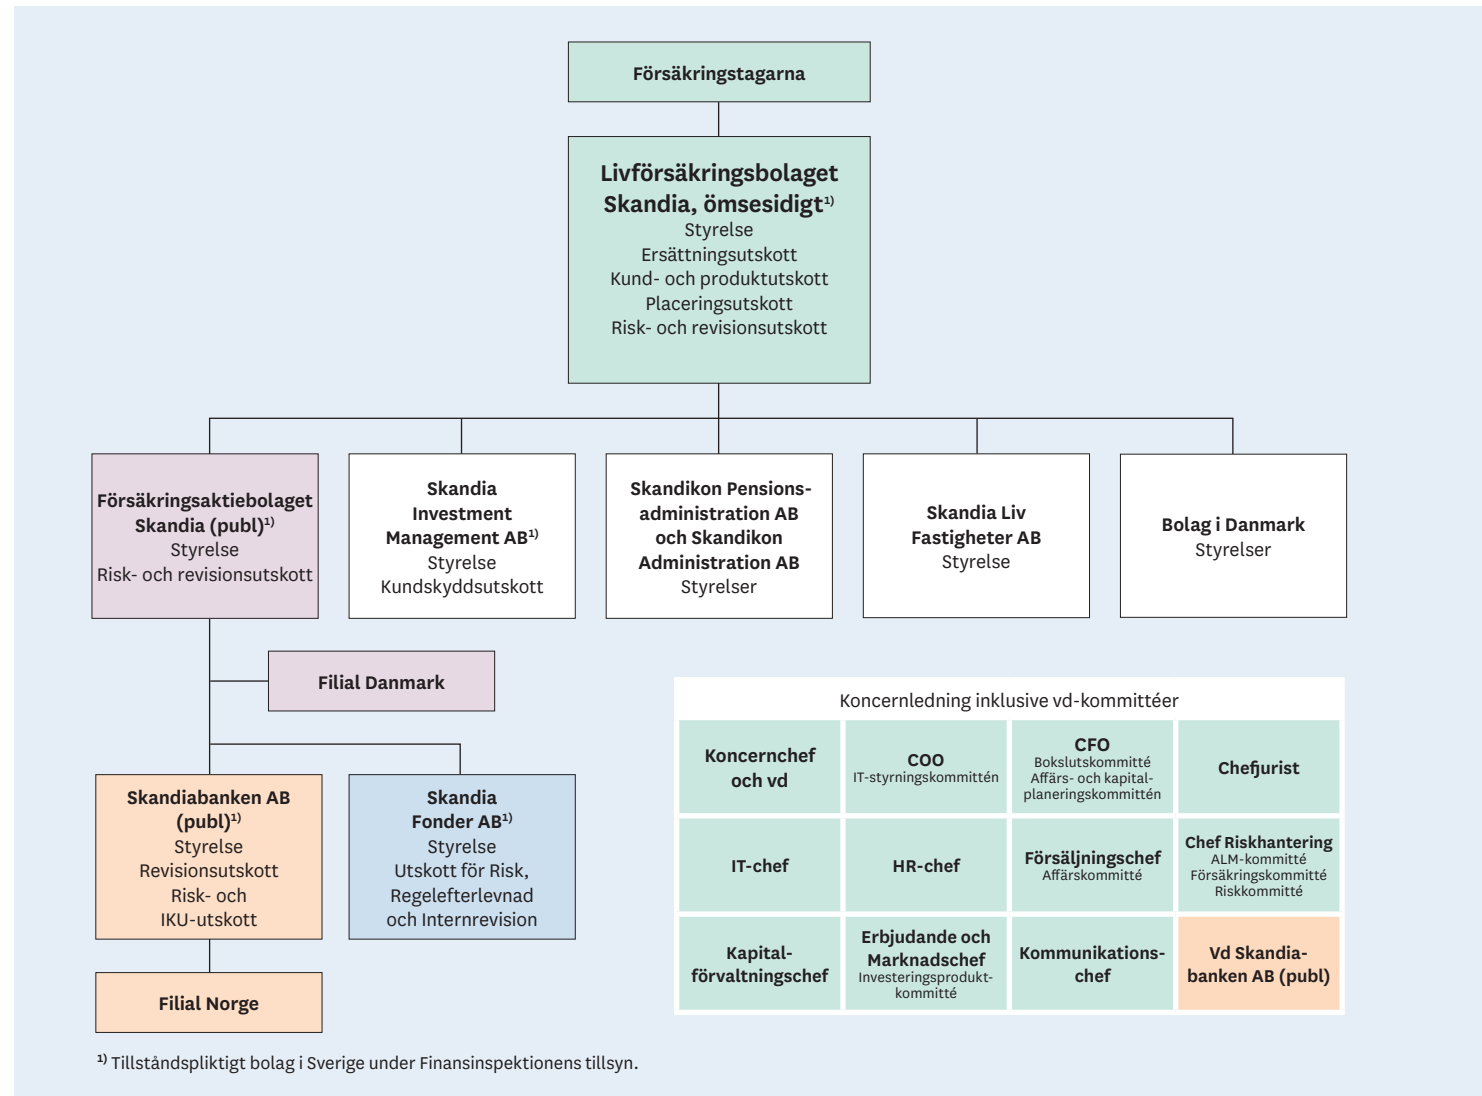 Försäkringstagarna
Livförsäkringsbolaget
Skandia, ömsesidigt¹⁾
Styrelse
Ersättningsutskott
Kund- och produktutskott
Placeringsutskott
Risk- och revisionsutskott
Försäkringsaktiebolaget
Skandia (publ)¹⁾
Styrelse
Risk- och revisionsutskott
Skandia
Investment
Management AB¹⁾
Styrelse
Kundskyddsutskott
Skandikon Pensions-
administration AB
och Skandikon
Administration AB
Styrelser
Skandia Liv
Fastigheter AB
Styrelse
Bolag i Danmark
Styrelser
Filial Danmark
Skandiabanken AB
(publ)¹⁾
Styrelse
Revisionsutskott
Risk- och
IKU-utskott
Skandia
Fonder AB¹⁾
Styrelse
Utskott för Risk,
Regelefterlevnad
och Internrevision
Filial Norge
Koncernledning inklusive vd-kommittéer
Koncernchef
och vd
COO
IT-styrningskommittén
CFO
Bokslutskommitté
Affärs- och kapital-
planeringskommittén
Chefjurist
IT-chef
HR-chef
Försäljningschef
Affärskommitté
Chef Riskhantering
ALM-kommitté
Försäkringskommitté
Riskkommitté
Kapital-
förvaltningschef
Erbjudande och
Marknadschef
Investeringsprodukt-
kommitté
Kommunikations-
chef
Vd Skandia-
banken AB (publ)
¹⁾ Tillståndspliktigt bolag i Sverige under Finansinspektionens tillsyn.